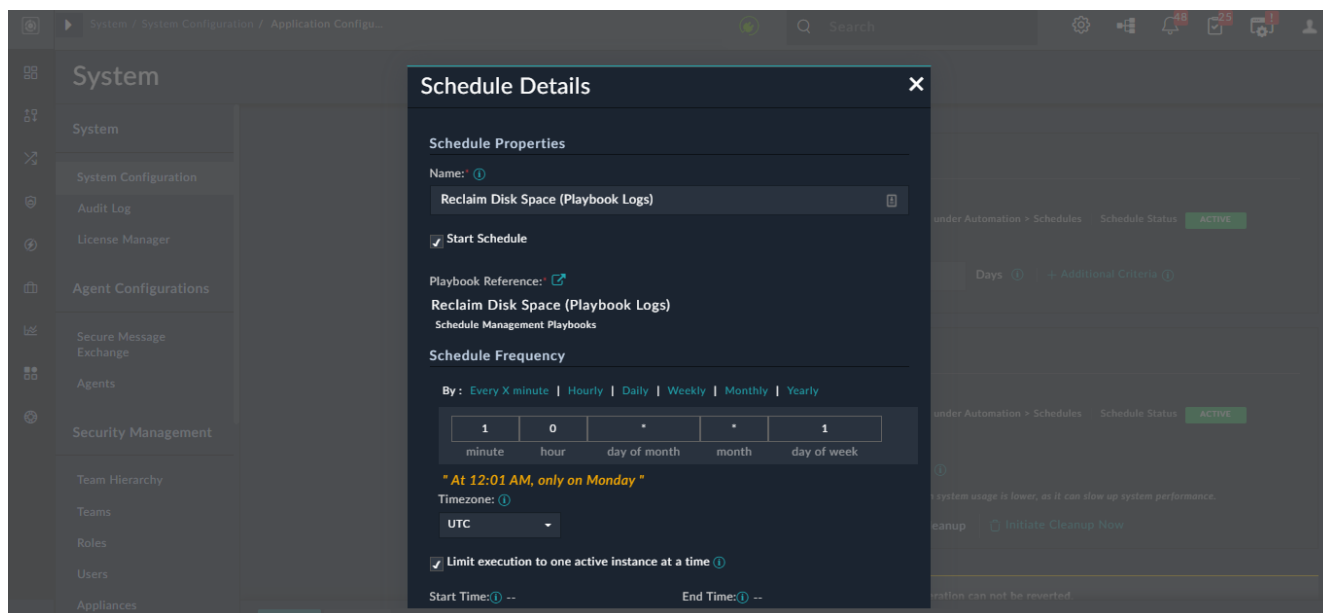 System / System Configuration / Application Configu...
Search
48
25
1
System
System
System Configuration
Audit Log
License Manager
Agent Configurations
Secure Message
Exchange
Agents
Security Management
Team Hierarchy
Teams
Roles
Users
Appliances
Schedule Details
Schedule Properties
Name:*
Reclaim Disk Space (Playbook Logs)
Start Schedule
Playbook Reference:*
Reclaim Disk Space (Playbook Logs)
Schedule Management Playbooks
Schedule Frequency
By : Every X minute | Hourly | Daily | Weekly | Monthly | Yearly
1 0 * * 1
minute hour day of month month day of week
" At 12:01 AM, only on Monday "
Timezone:
UTC
Limit execution to one active instance at a time
Start Time: -- End Time: --
under Automation > Schedules Schedule Status ACTIVE
Days + Additional Criteria
under Automation > Schedules Schedule Status ACTIVE
system usage is lower, as it can slow up system performance.
eanup Initiate Cleanup Now
ration can not be reverted.